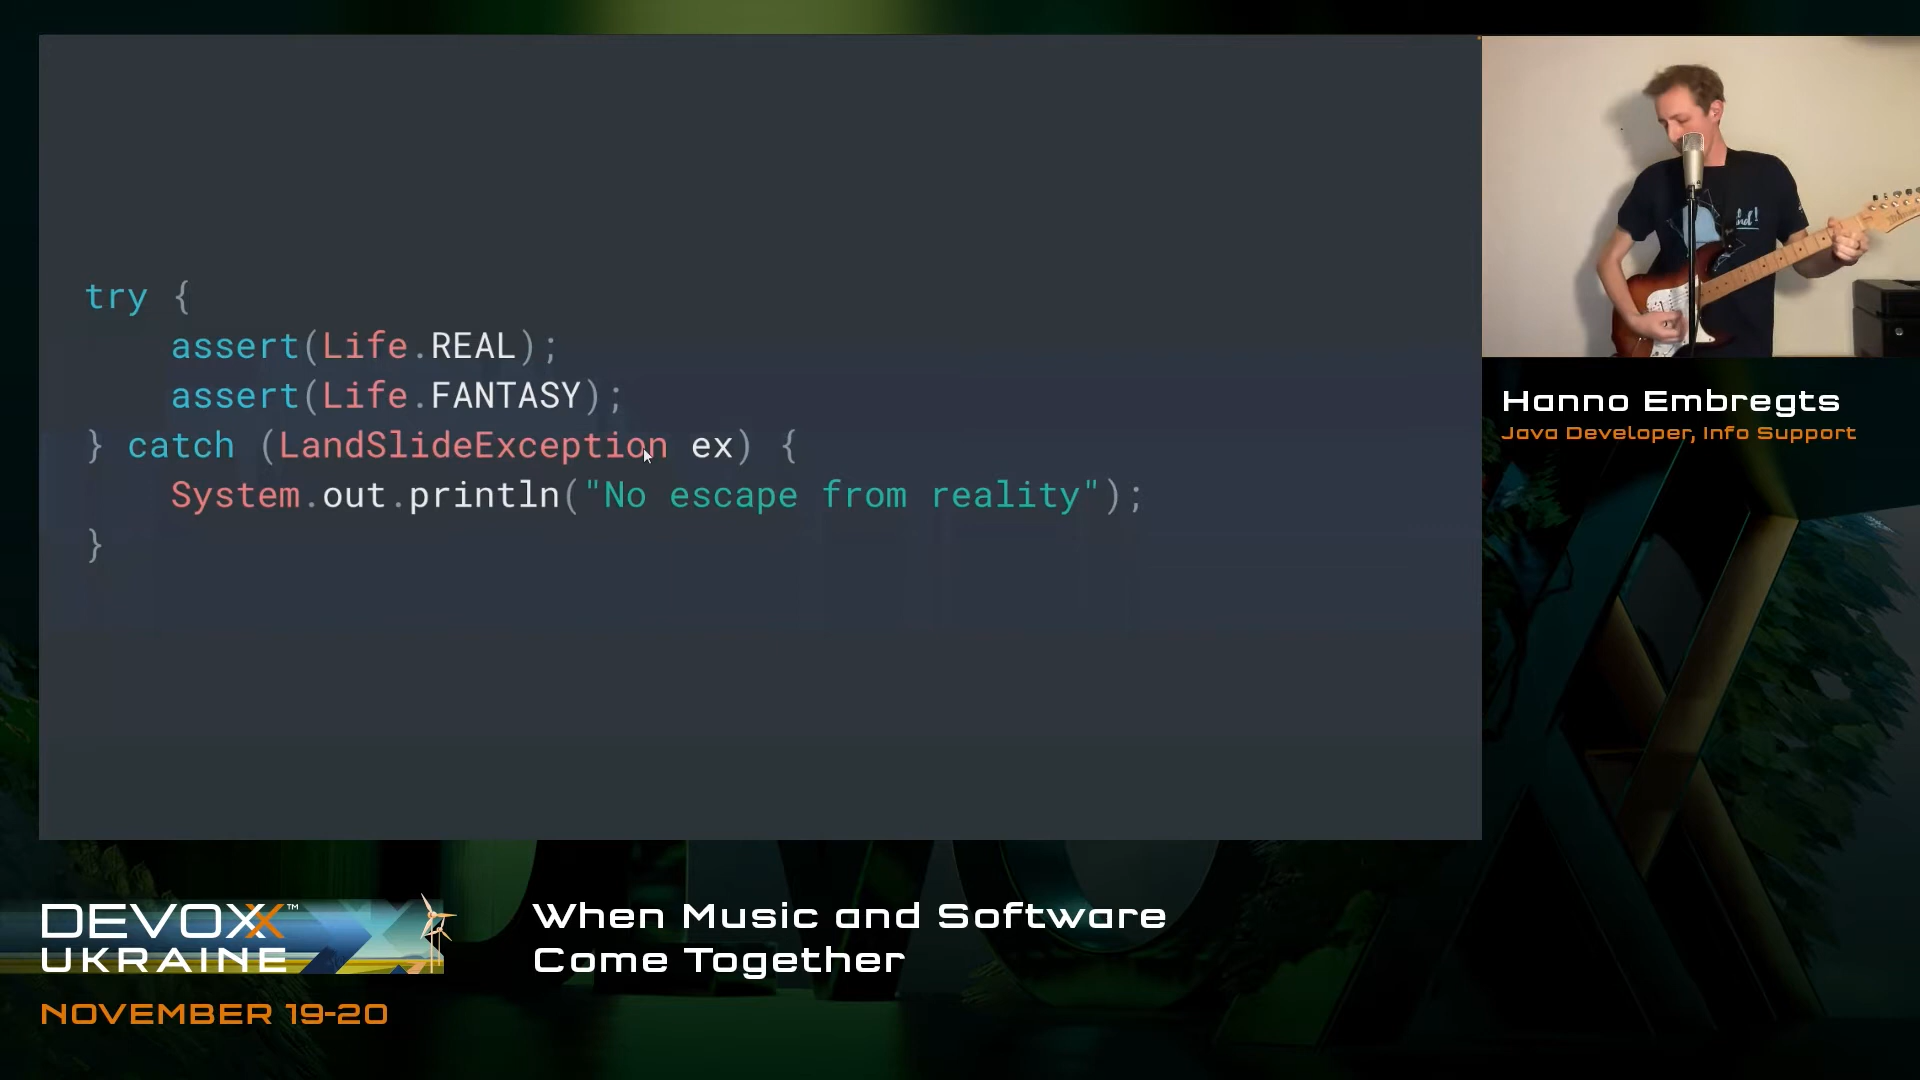 try {
    assert(Life.REAL);
    assert(Life.FANTASY);
} catch (LandSlideException ex) {
    System.out.println("No escape from reality");
}
Hanno Embregts
Java Developer, Info Support
DEVOXX™
UKRAINE
NOVEMBER 19-20
When Music and Software
Come Together